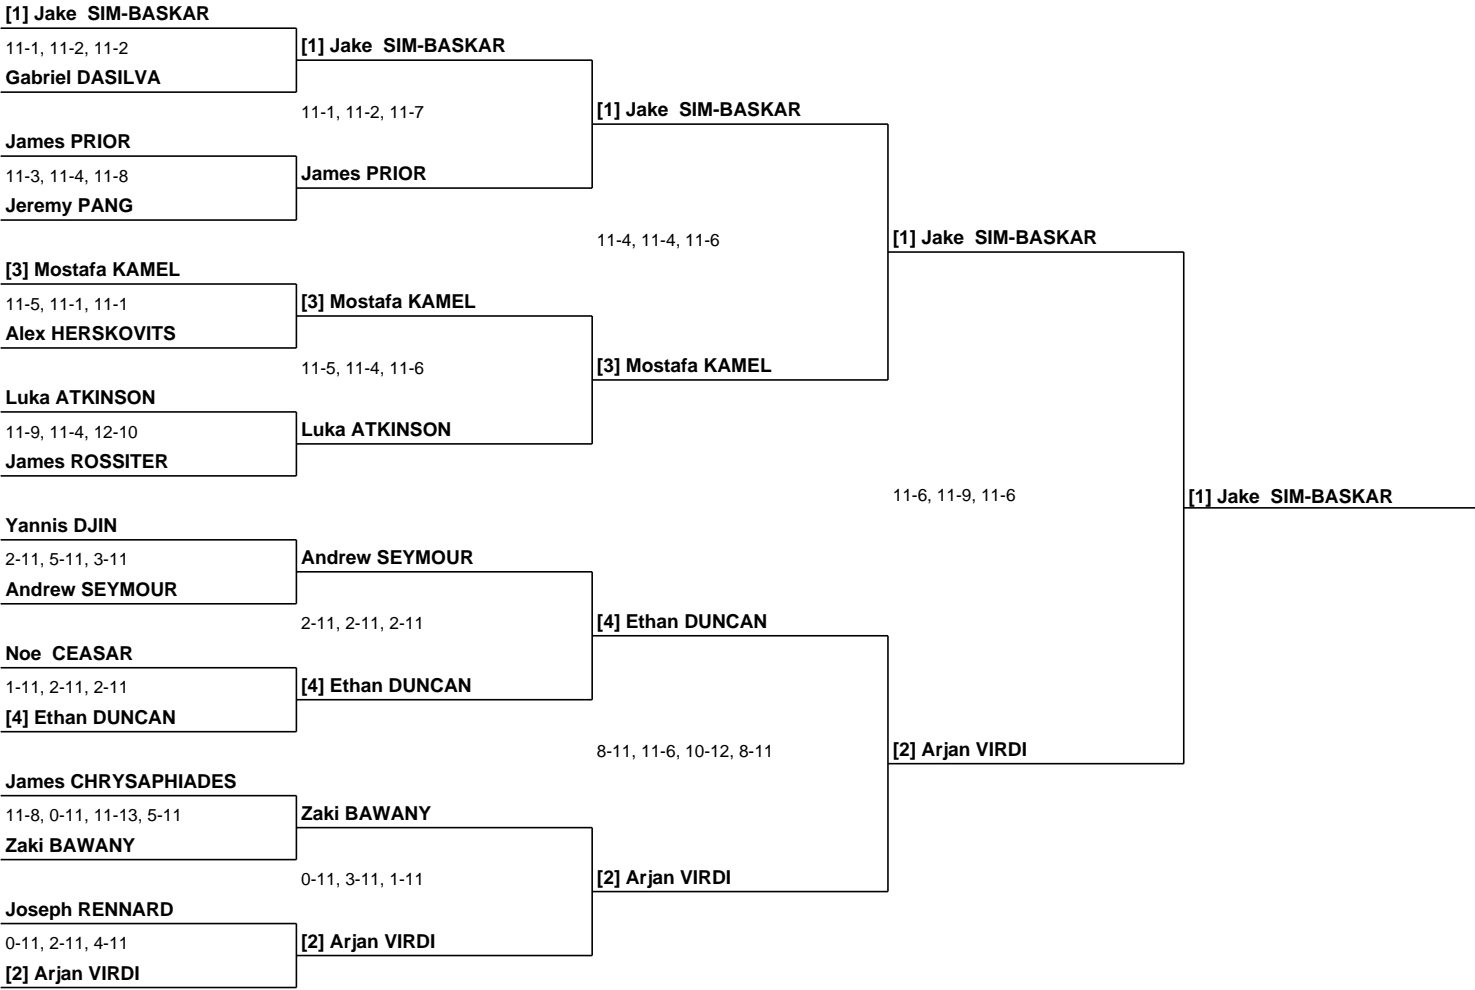 [1] Jake  SIM-BASKAR
11-1, 11-2, 11-2
Gabriel DASILVA
James PRIOR
11-3, 11-4, 11-8
Jeremy PANG
[3] Mostafa KAMEL
11-5, 11-1, 11-1
Alex HERSKOVITS
Luka ATKINSON
11-9, 11-4, 12-10
James ROSSITER
Yannis DJIN
2-11, 5-11, 3-11
Andrew SEYMOUR
Noe  CEASAR
1-11, 2-11, 2-11
[4] Ethan DUNCAN
James CHRYSAPHIADES
11-8, 0-11, 11-13, 5-11
Zaki BAWANY
Joseph RENNARD
0-11, 2-11, 4-11
[2] Arjan VIRDI
[1] Jake  SIM-BASKAR
11-1, 11-2, 11-7
James PRIOR
[3] Mostafa KAMEL
11-5, 11-4, 11-6
Luka ATKINSON
Andrew SEYMOUR
2-11, 2-11, 2-11
[4] Ethan DUNCAN
Zaki BAWANY
0-11, 3-11, 1-11
[2] Arjan VIRDI
[1] Jake  SIM-BASKAR
11-4, 11-4, 11-6
[3] Mostafa KAMEL
[4] Ethan DUNCAN
8-11, 11-6, 10-12, 8-11
[2] Arjan VIRDI
[1] Jake  SIM-BASKAR
11-6, 11-9, 11-6
[2] Arjan VIRDI
[1] Jake  SIM-BASKAR